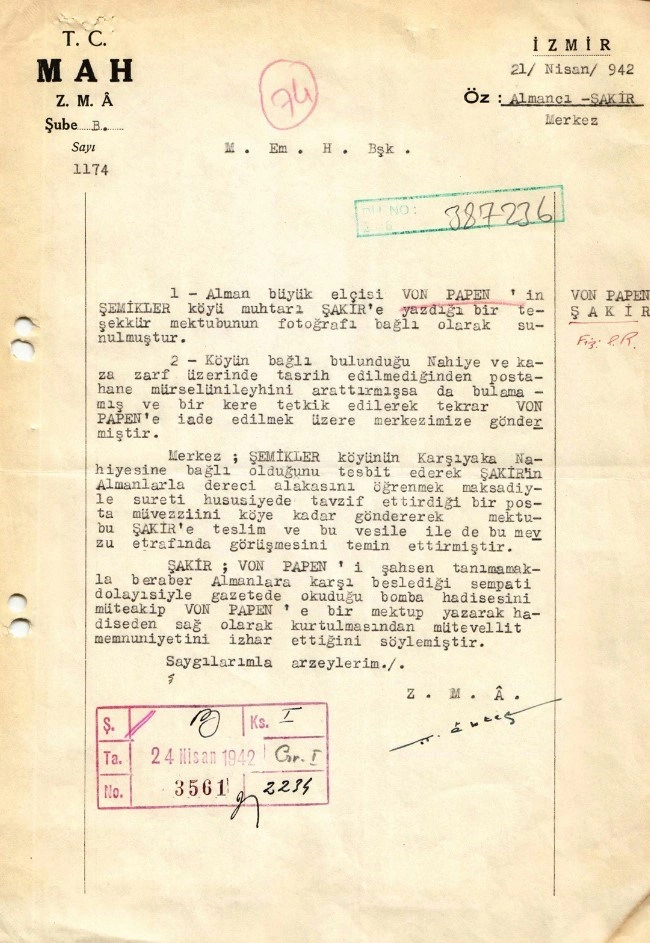 T. C.
MAH
Z. M. Â
Şube B.
Sayı
1174
İZMİR
21/ Nisan/ 942
Öz : Almancı -ŞAKİR
Merkez
74
M . Em . H . Bşk .
NO:
387236
1 - Alman büyük elçisi VON PAPEN ' in
ŞEMİKLER köyü muhtarı ŞAKİR'e yazdığı bir te-
şekkür mektubunun fotoğrafı bağlı olarak su-
nulmuştur.
VON PAPEN
ŞAKİR
2 - Köyün bağlı bulunduğu Nahiye ve ka-
za zarf üzerinde tasrih edilmediğinden posta-
hane mürselünileyhini arattırmışsa da bulama -
mış ve bir kere tetkik edilerek tekrar VON
PAPEN'e iade edilmek üzere merkezimize gönder
miştir.
Merkez ; ŞEMİKLER köyünün Karşıyaka Na-
hiyesine bağlı olduğunu tesbit ederek ŞAKİR'in
Almanlarla dereci alakasını öğrenmek maksadiy-
le sureti hususiyede tavzif ettirdiği bir pos-
ta müvezziini köye kadar göndererek mektu-
bu ŞAKİR'e teslim ve bu vesile ile de bu mev
zu etrafında görüşmesini temin ettirmiştir.
ŞAKİR ; VON PAPEN ' i şahsen tanımamak-
la beraber Almanlara karşı beslediği sempati
dolayısiyle gazetede okuduğu bomba hadisesini
müteakip VON PAPEN ' e bir mektup yazarak ha-
diseden sağ olarak kurtulmasından mütevellit
memnuniyetini izhar ettiğini söylemiştir.
Saygılarımla arzeylerim./.
Z . M . Â .
Ş. B Ks. I
Ta. 24 Nisan 1942 I
No. 3561 2234